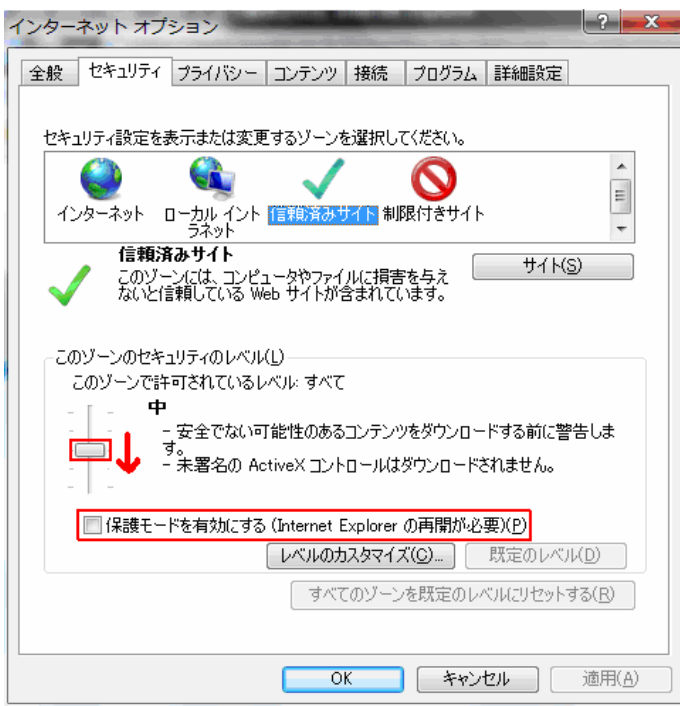 インターネット オプション
?
全般 セキュリティ プライバシー コンテンツ 接続 プログラム 詳細設定
セキュリティ設定を表示または変更するゾーンを選択してください。
インターネット ローカル イント 信頼済みサイト 制限付きサイト
ラネット
信頼済みサイト
サイト(S)
このゾーンには、コンピュータやファイルに損害を与え
ないと信頼している Web サイトが含まれています。
このゾーンのセキュリティのレベル(L)
このゾーンで許可されているレベル: すべて
中
- 安全でない可能性のあるコンテンツをダウンロードする前に警告しま
す。
- 未署名の ActiveX コントロールはダウンロードされません。
保護モードを有効にする (Internet Explorer の再開が必要)(P)
レベルのカスタマイズ(C)... 既定のレベル(D)
すべてのゾーンを既定のレベルにリセットする(R)
OK キャンセル 適用(A)